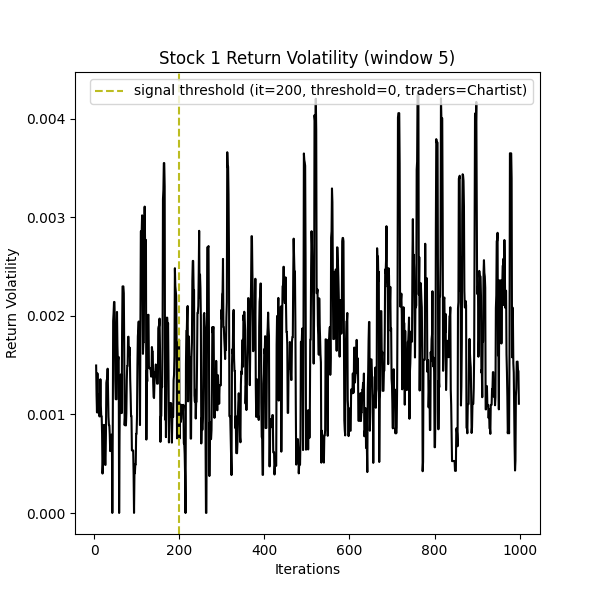 Stock 1 Return Volatility (window 5)
signal threshold (it=200, threshold=0, traders=Chartist)
0.004
0.003
0.002
0.001
0.000
Return Volatility
0
200
400
600
800
1000
Iterations